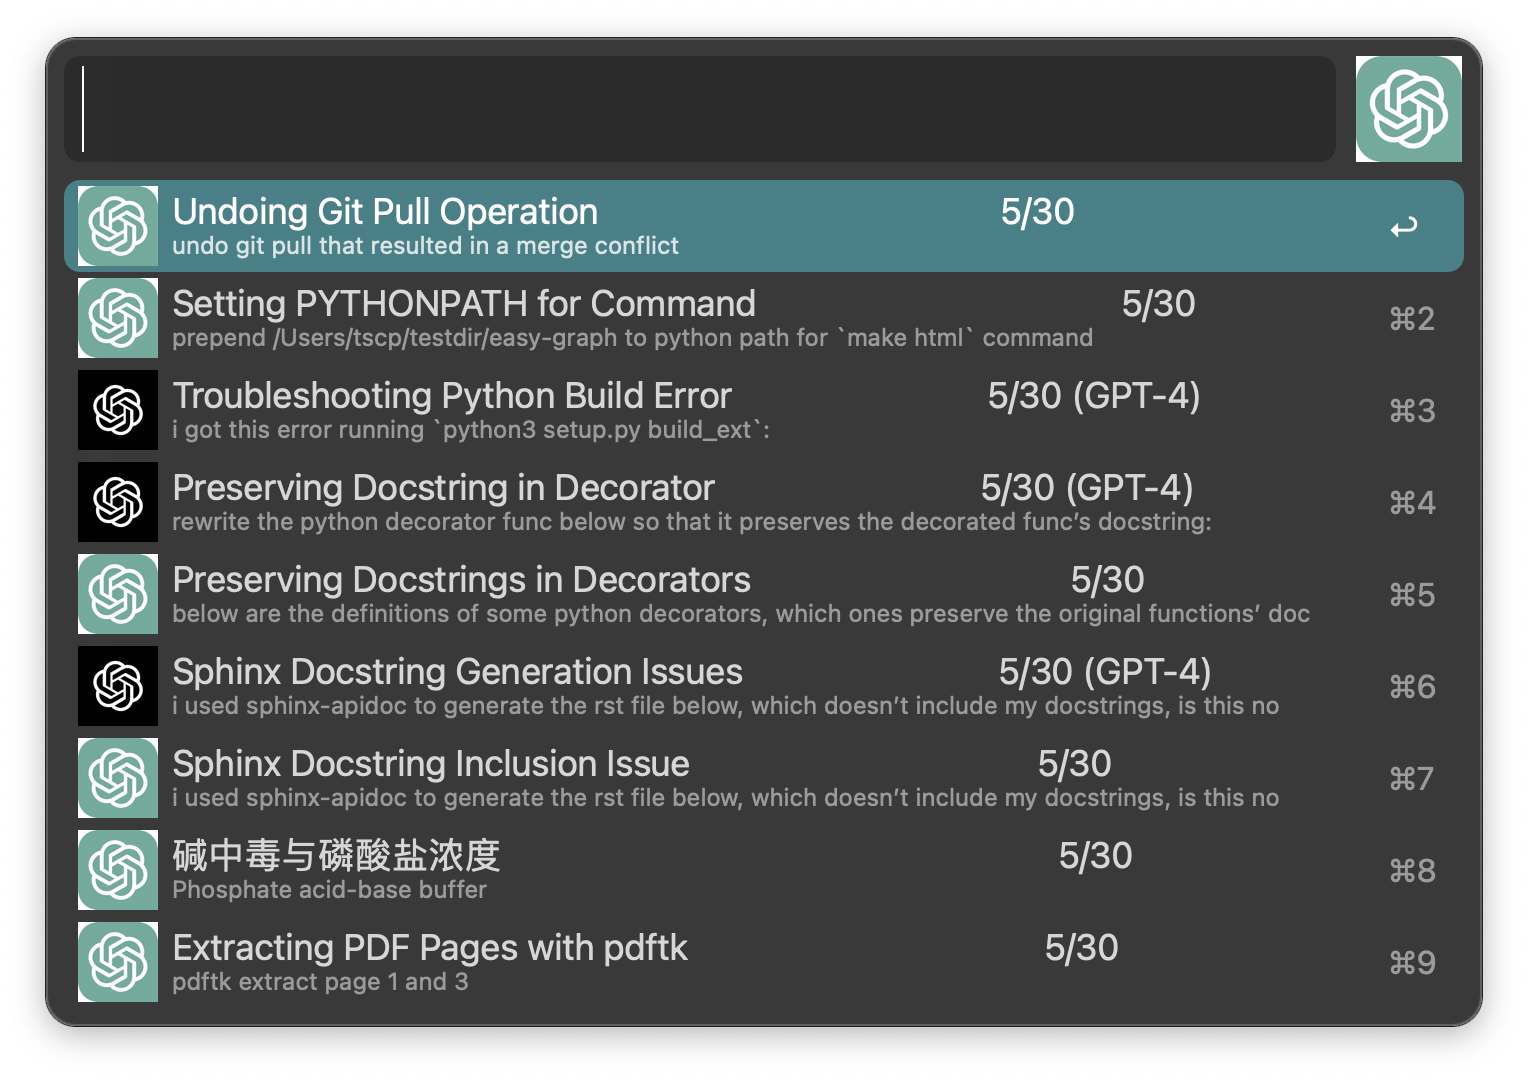 Undoing Git Pull Operation 5/30
undo git pull that resulted in a merge conflict
Setting PYTHONPATH for Command 5/30
prepend /Users/tscp/testdir/easy-graph to python path for `make html` command
⌘2
Troubleshooting Python Build Error 5/30 (GPT-4)
i got this error running `python3 setup.py build_ext`:
⌘3
Preserving Docstring in Decorator 5/30 (GPT-4)
rewrite the python decorator func below so that it preserves the decorated func’s docstring:
⌘4
Preserving Docstrings in Decorators 5/30
below are the definitions of some python decorators, which ones preserve the original functions’ doc
⌘5
Sphinx Docstring Generation Issues 5/30 (GPT-4)
i used sphinx-apidoc to generate the rst file below, which doesn’t include my docstrings, is this no
⌘6
Sphinx Docstring Inclusion Issue 5/30
i used sphinx-apidoc to generate the rst file below, which doesn’t include my docstrings, is this no
⌘7
碱中毒与磷酸盐浓度 5/30
Phosphate acid-base buffer
⌘8
Extracting PDF Pages with pdftk 5/30
pdftk extract page 1 and 3
⌘9